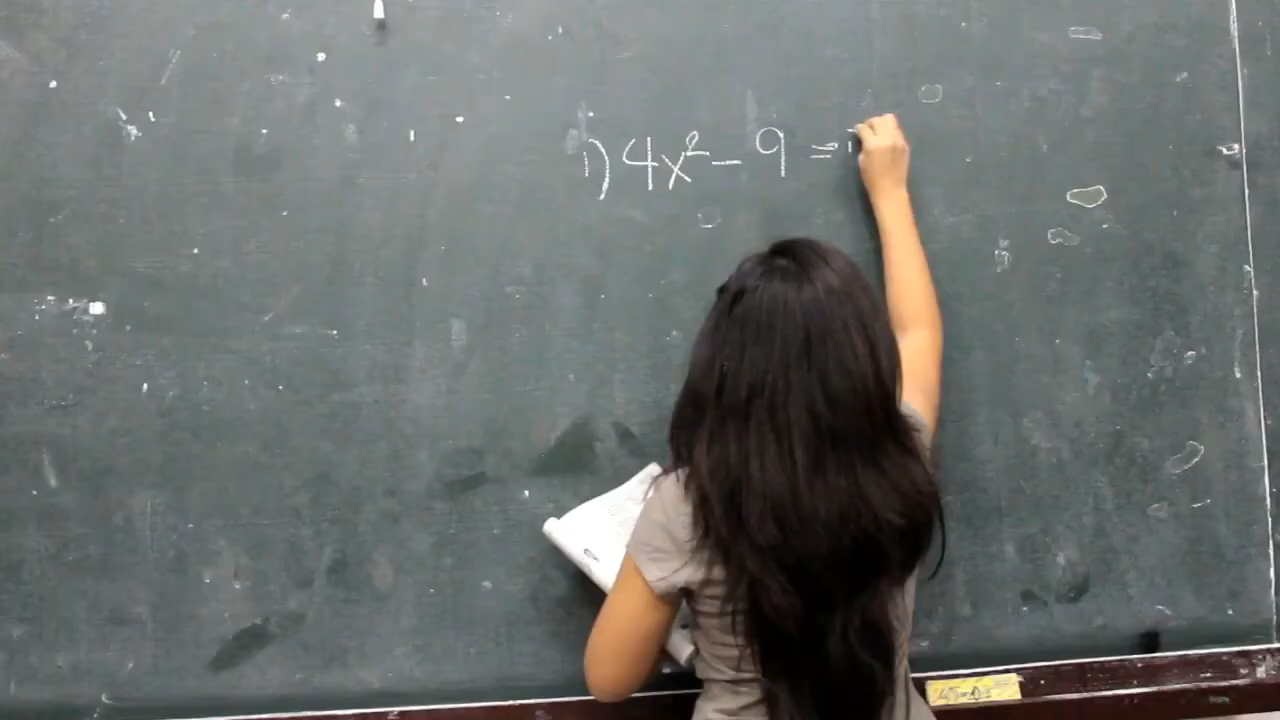 1) 4x² - 9 =